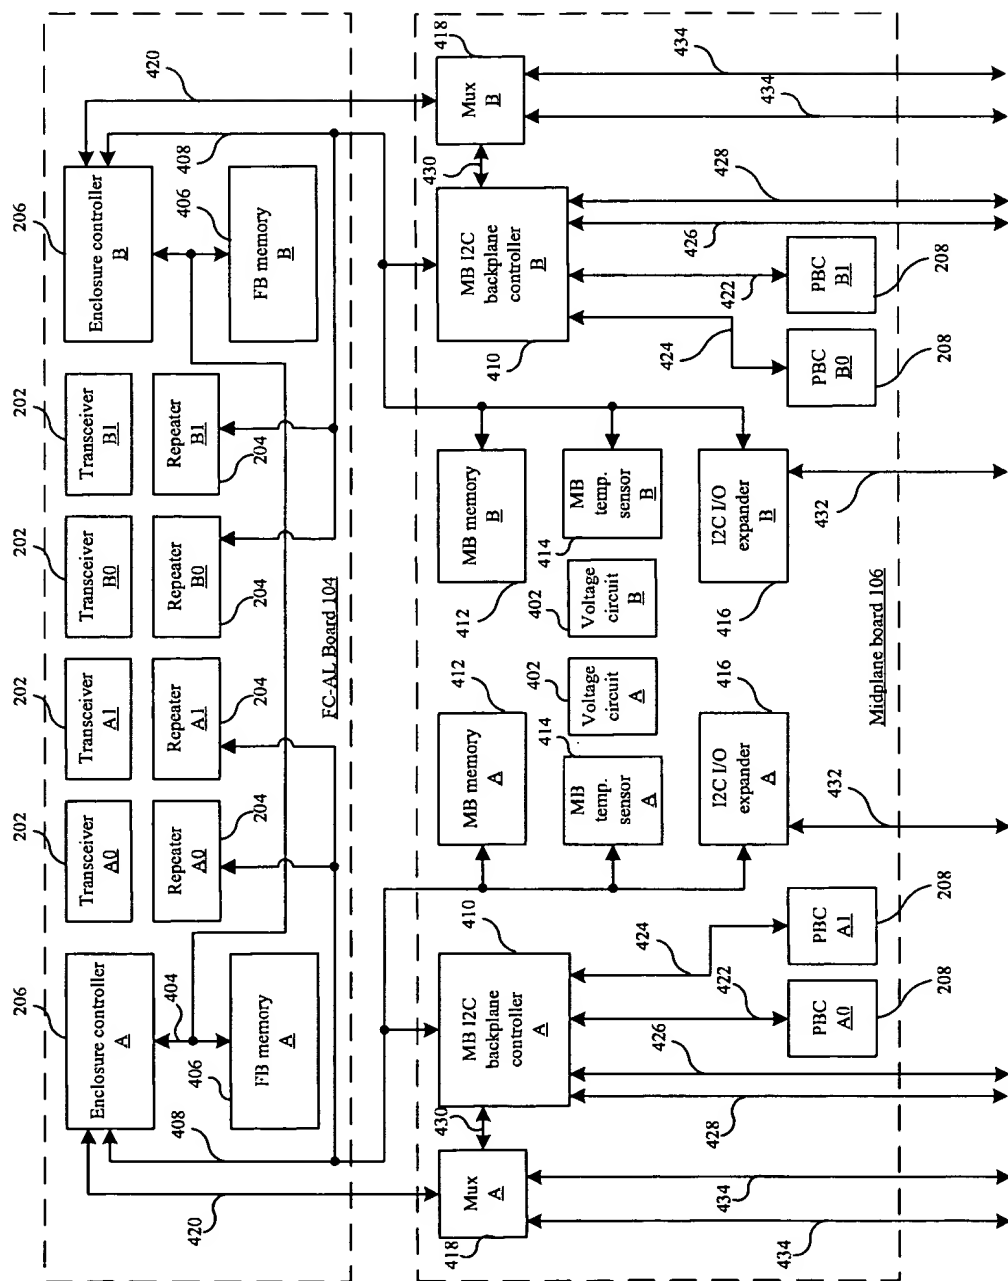 206
202
202
202
202
206
Enclosure controller
A
Transceiver
A0
Transceiver
A1
Transceiver
B0
Transceiver
B1
Enclosure controller
B
420
408
404
406
FB memory
A
Repeater
A0
204
Repeater
A1
204
Repeater
B0
204
Repeater
B1
204
406
FB memory
B
408
420
FC-AL Board 104
418
Mux
A
430
MB I2C
backplane
controller
A
410
MB memory
A
412
MB memory
B
412
MB I2C
backplane
controller
B
410
430
Mux
B
418
MB
temp.
sensor
A
414
Voltage
circuit
A
402
Voltage
circuit
B
402
MB
temp.
sensor
B
414
434
434
428
426
422
424
I2C I/O
expander
A
416
I2C I/O
expander
B
416
424
422
426
428
434
434
PBC
A0
208
PBC
A1
208
432
432
PBC
B0
208
PBC
B1
208
Midplane board 106